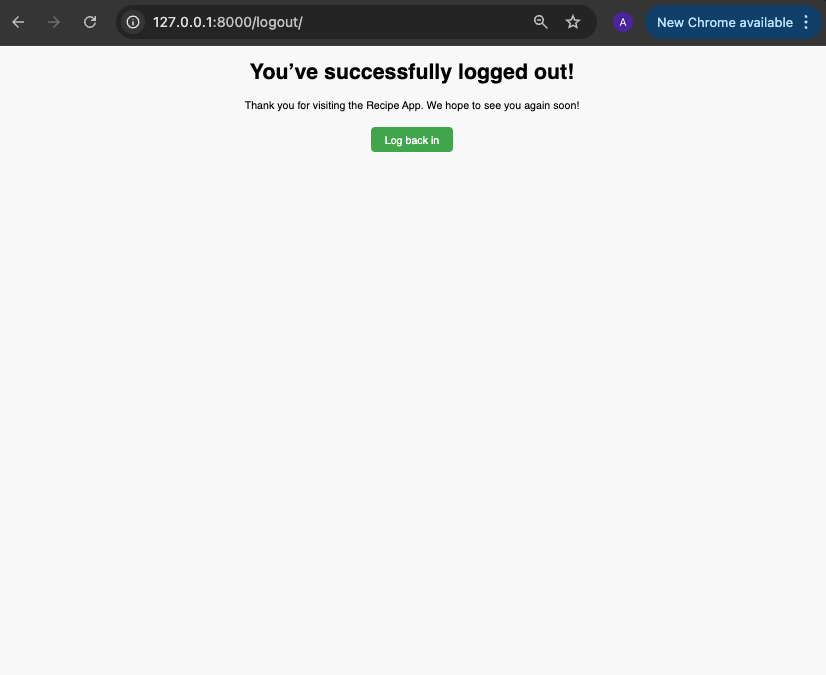 127.0.0.1:8000/logout/
A
New Chrome available
You’ve successfully logged out!
Thank you for visiting the Recipe App. We hope to see you again soon!
Log back in